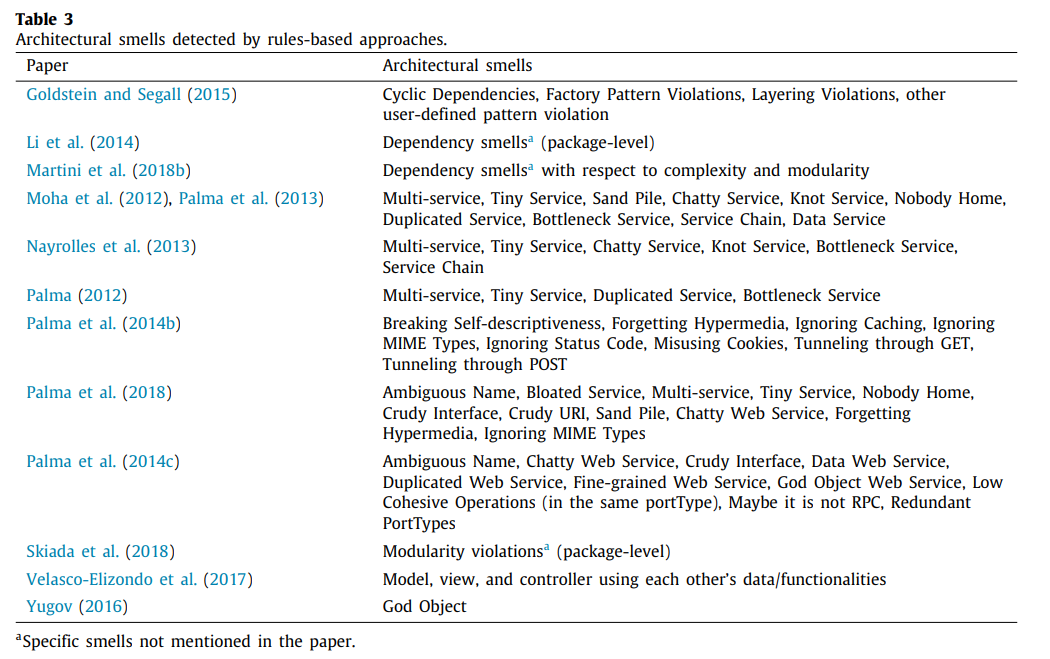 Table 3
Architectural smells detected by rules-based approaches.
Paper Architectural smells
Goldstein and Segall (2015) Cyclic Dependencies, Factory Pattern Violations, Layering Violations, other
user-defined pattern violation
Li et al. (2014) Dependency smellsa (package-level)
Martini et al. (2018b) Dependency smellsa with respect to complexity and modularity
Moha et al. (2012), Palma et al. (2013) Multi-service, Tiny Service, Sand Pile, Chatty Service, Knot Service, Nobody Home,
Duplicated Service, Bottleneck Service, Service Chain, Data Service
Nayrolles et al. (2013) Multi-service, Tiny Service, Chatty Service, Knot Service, Bottleneck Service,
Service Chain
Palma (2012) Multi-service, Tiny Service, Duplicated Service, Bottleneck Service
Palma et al. (2014b) Breaking Self-descriptiveness, Forgetting Hypermedia, Ignoring Caching, Ignoring
MIME Types, Ignoring Status Code, Misusing Cookies, Tunneling through GET,
Tunneling through POST
Palma et al. (2018) Ambiguous Name, Bloated Service, Multi-service, Tiny Service, Nobody Home,
Crudy Interface, Crudy URI, Sand Pile, Chatty Web Service, Forgetting
Hypermedia, Ignoring MIME Types
Palma et al. (2014c) Ambiguous Name, Chatty Web Service, Crudy Interface, Data Web Service,
Duplicated Web Service, Fine-grained Web Service, God Object Web Service, Low
Cohesive Operations (in the same portType), Maybe it is not RPC, Redundant
PortTypes
Skiada et al. (2018) Modularity violationsa (package-level)
Velasco-Elizondo et al. (2017) Model, view, and controller using each other's data/functionalities
Yugov (2016) God Object
aSpecific smells not mentioned in the paper.